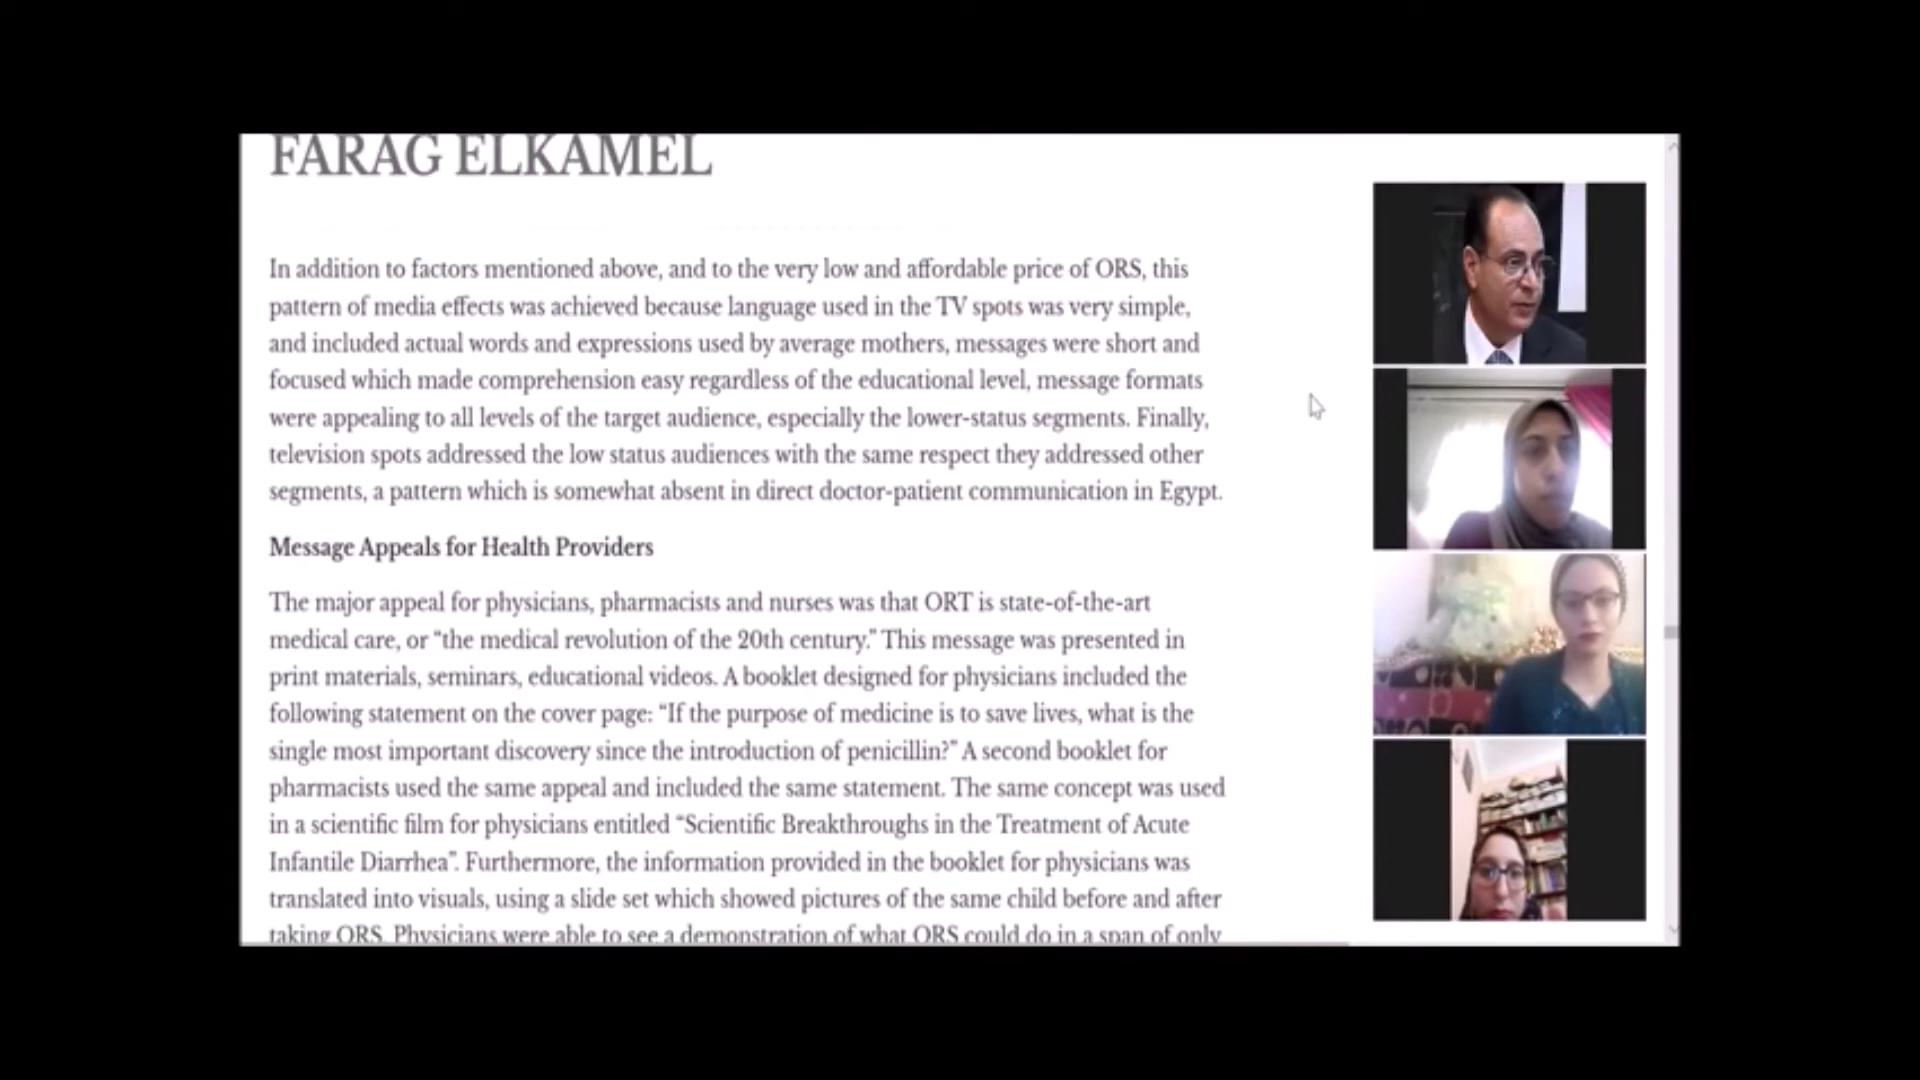 FARAG ELKAMEL
In addition to factors mentioned above, and to the very low and affordable price of ORS, this
pattern of media effects was achieved because language used in the TV spots was very simple,
and included actual words and expressions used by average mothers, messages were short and
focused which made comprehension easy regardless of the educational level, message formats
were appealing to all levels of the target audience, especially the lower-status segments. Finally,
television spots addressed the low status audiences with the same respect they addressed other
segments, a pattern which is somewhat absent in direct doctor-patient communication in Egypt.
Message Appeals for Health Providers
The major appeal for physicians, pharmacists and nurses was that ORT is state-of-the-art
medical care, or “the medical revolution of the 20th century.” This message was presented in
print materials, seminars, educational videos. A booklet designed for physicians included the
following statement on the cover page: “If the purpose of medicine is to save lives, what is the
single most important discovery since the introduction of penicillin?” A second booklet for
pharmacists used the same appeal and included the same statement. The same concept was used
in a scientific film for physicians entitled “Scientific Breakthroughs in the Treatment of Acute
Infantile Diarrhea”. Furthermore, the information provided in the booklet for physicians was
translated into visuals, using a slide set which showed pictures of the same child before and after
taking ORS. Physicians were able to see a demonstration of what ORS could do in a span of only